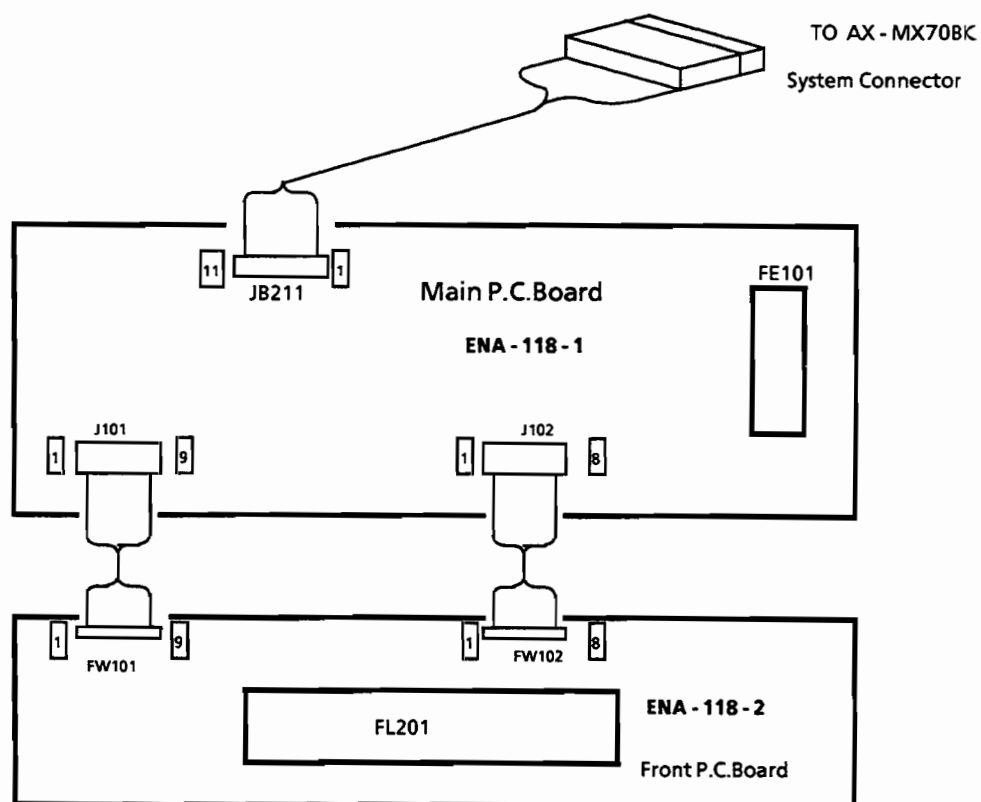 TO AX - MX70BK
System Connector
11
1
JB211
Main P.C.Board
FE101
ENA - 118 - 1
J101
J102
1
9
1
8
1
9
1
8
FW101
FW102
ENA - 118 - 2
FL201
Front P.C.Board